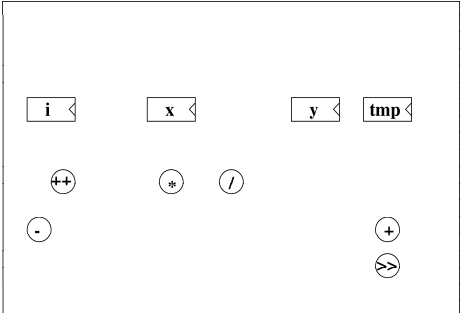 i x y tmp
++ * /
- +
>>